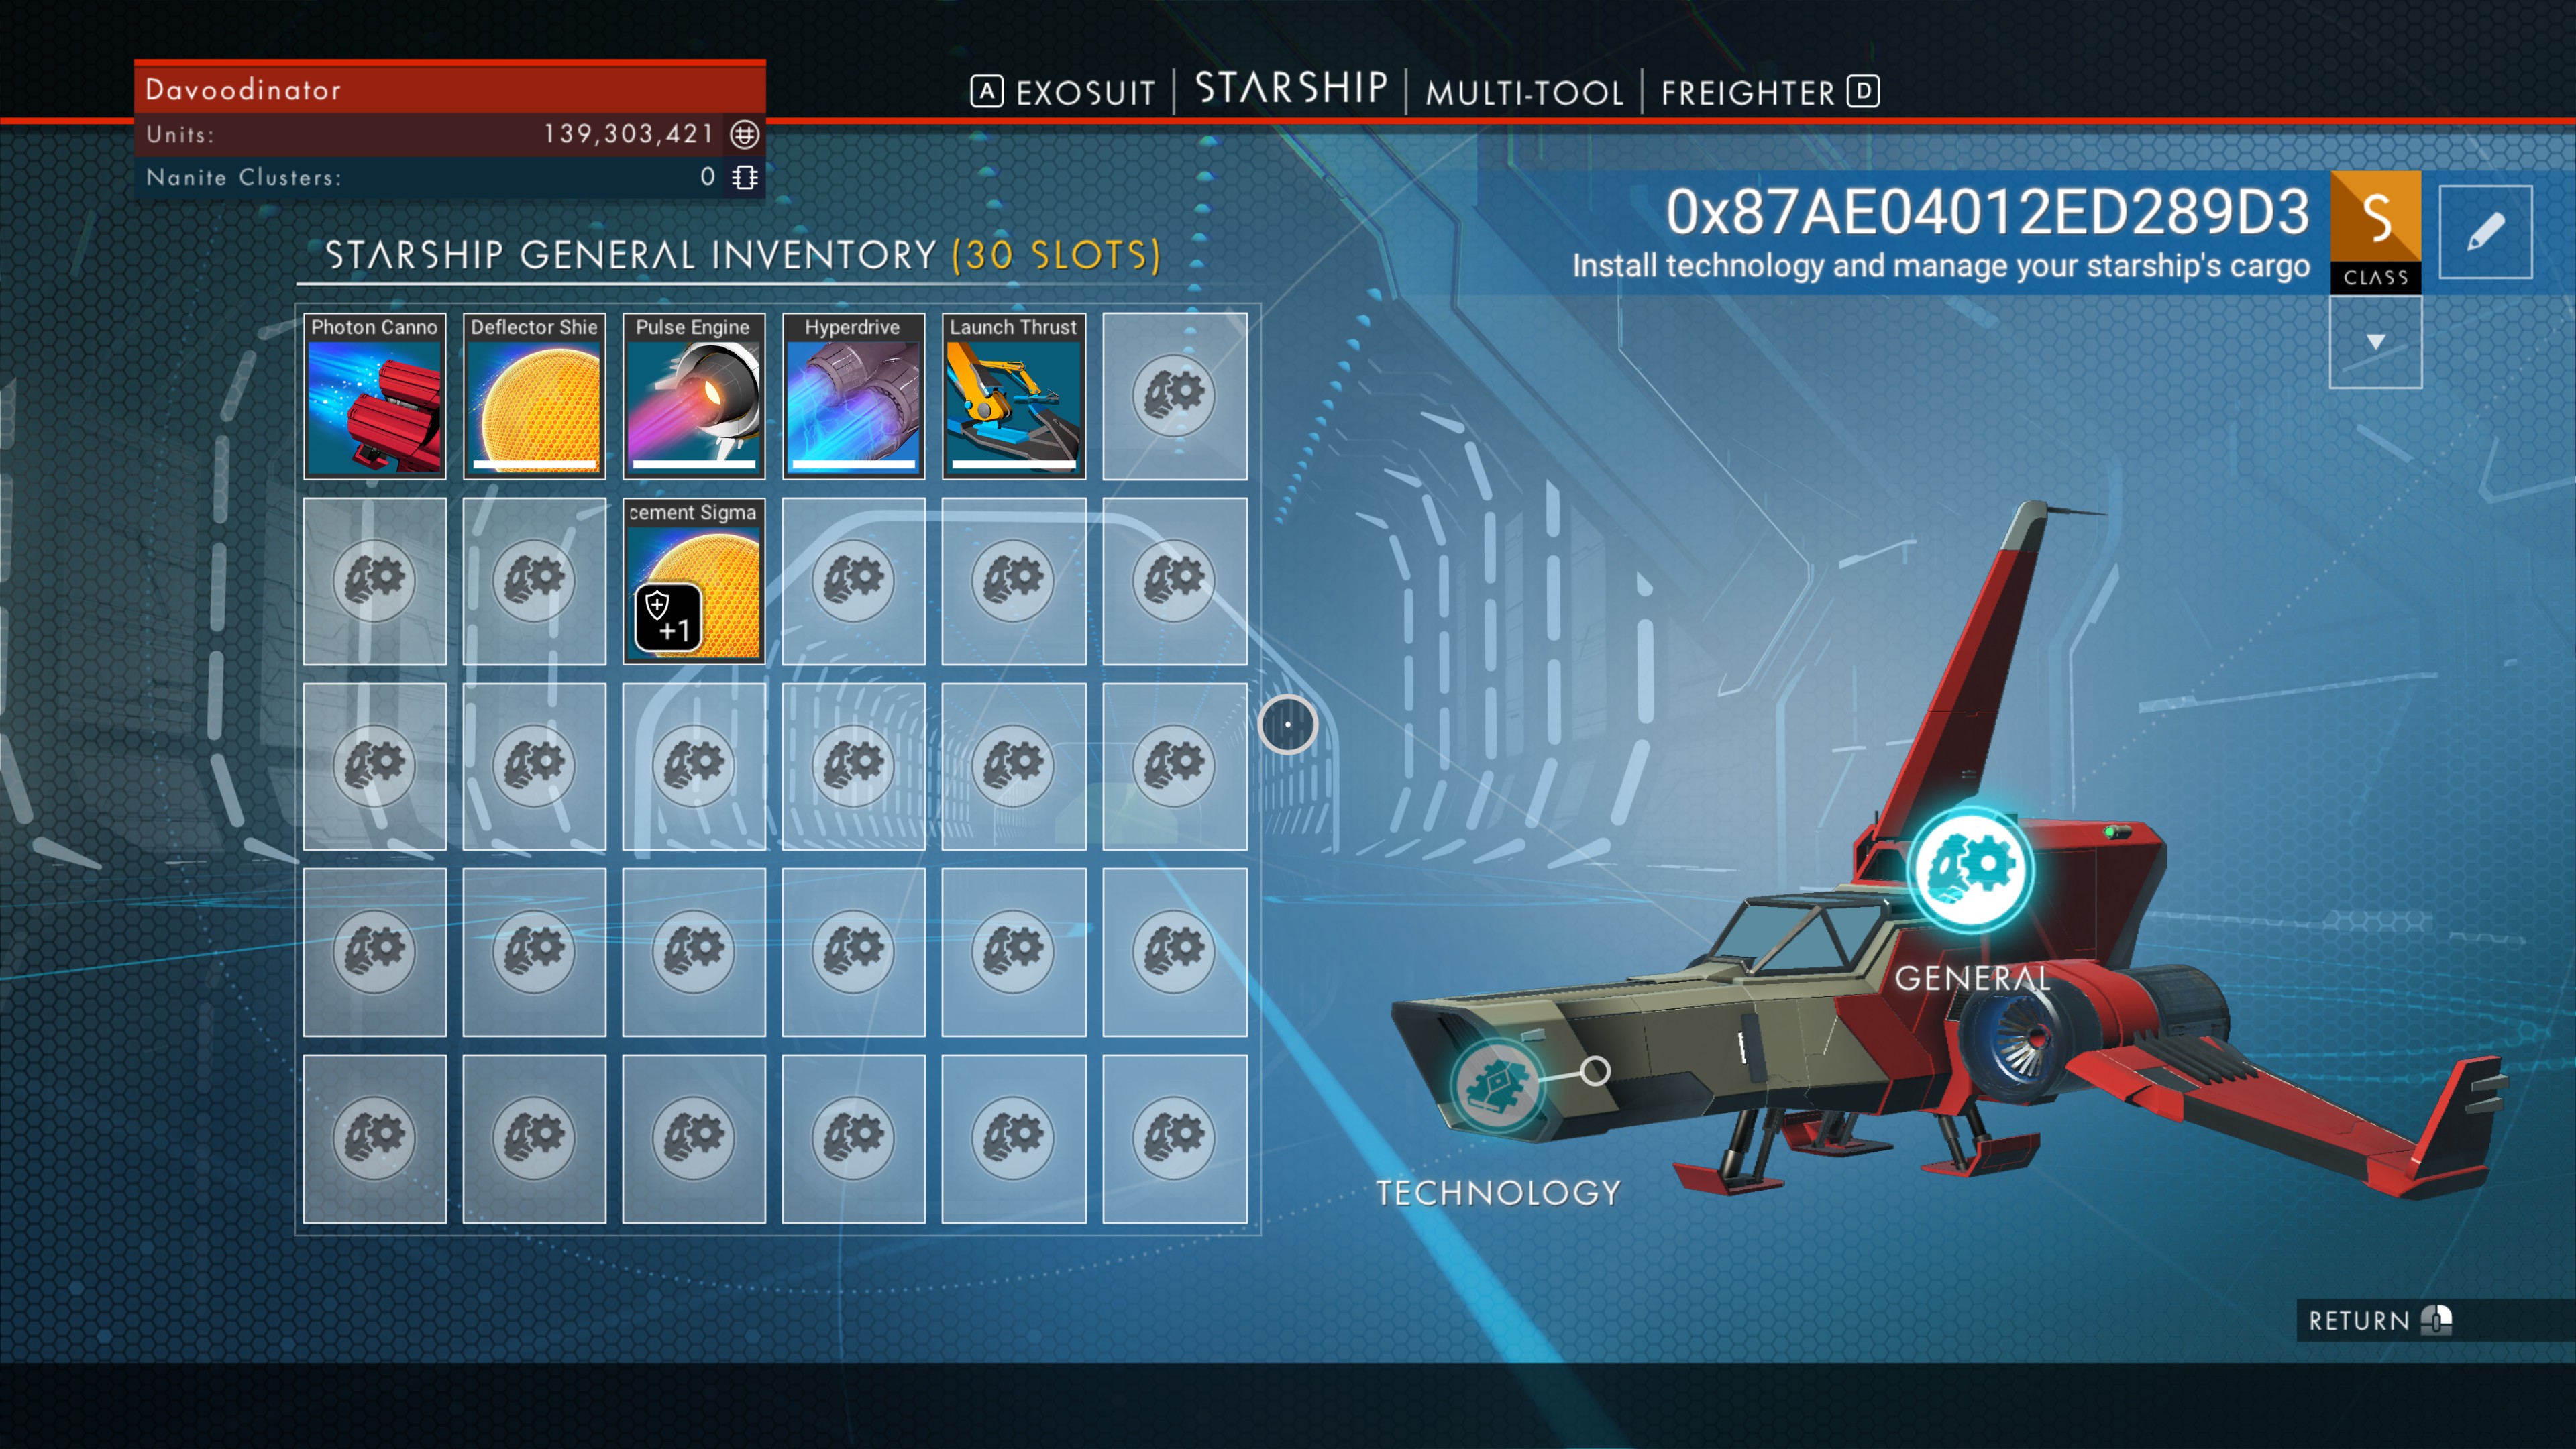 Davoodinator
Units: 139,303,421
Nanite Clusters: 0
A EXOSUIT STARSHIP MULTI-TOOL FREIGHTER D
0x87AE04012ED289D3
Install technology and manage your starship's cargo
S
CLASS
STARSHIP GENERAL INVENTORY (30 SLOTS)
Photon Canno
Deflector Shie
Pulse Engine
Hyperdrive
Launch Thrust
cement Sigma
+1
GENERAL
TECHNOLOGY
RETURN